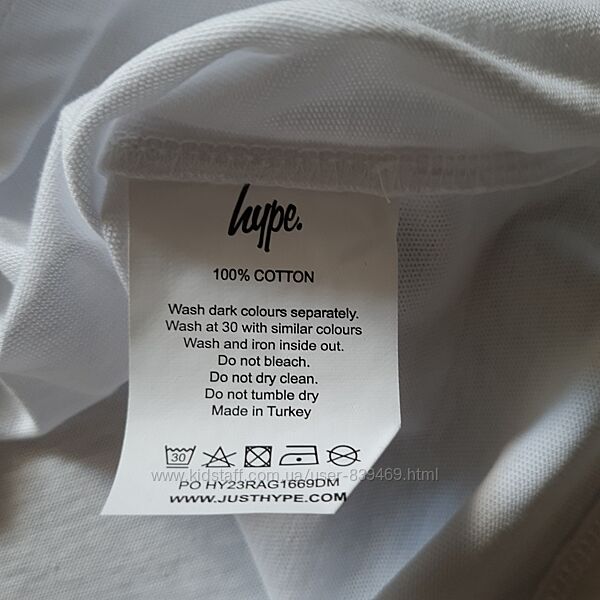 hype.
100% COTTON
Wash dark colours separately.
Wash at 30 with similar colours
Wash and iron inside out.
Do not bleach.
Do not dry clean.
Do not tumble dry
Made in Turkey
30
www.kidstaff.com.ua/user-839469.html
PO HY23RAG1669DM
WWW.JUSTHYPE.COM